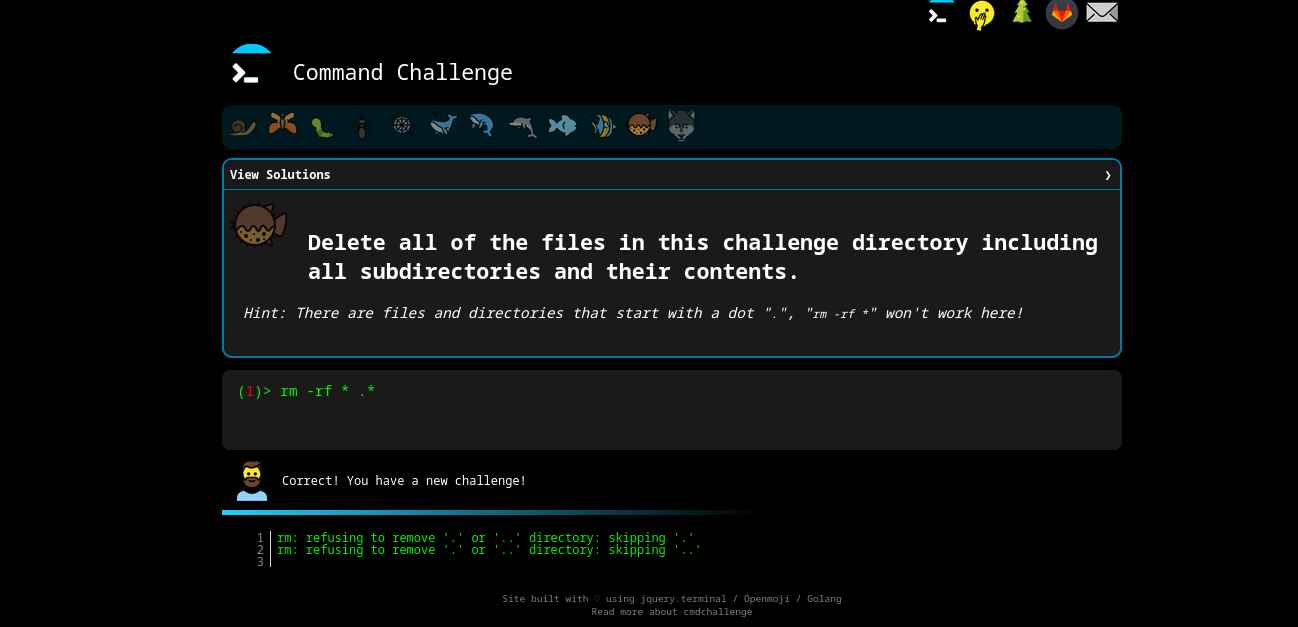 Command Challenge
View Solutions ❯
Delete all of the files in this challenge directory including
all subdirectories and their contents.
Hint: There are files and directories that start with a dot ".", "rm -rf *" won't work here!
(1)> rm -rf * .*
Correct! You have a new challenge!
1 rm: refusing to remove '.' or '..' directory: skipping '.'
2 rm: refusing to remove '.' or '..' directory: skipping '..'
3
Site built with ♡ using jquery.terminal / Openmoji / Golang
Read more about cmdchallenge